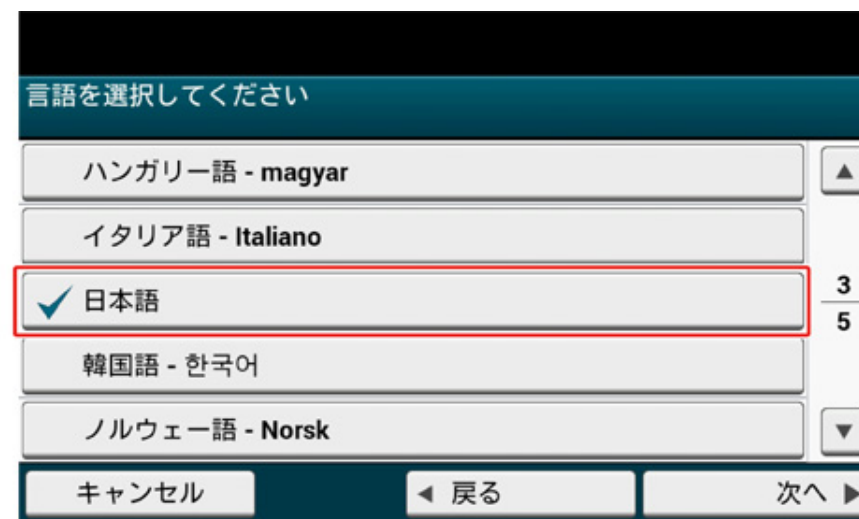 言語を選択してください
ハンガリー語 - magyar
イタリア語 - Italiano
日本語
3
5
韓国語 - 한국어
ノルウェー語 - Norsk
キャンセル
戻る
次へ